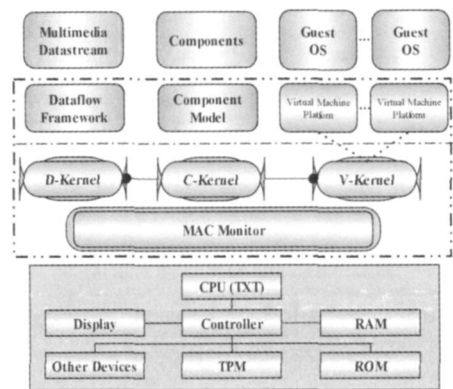 Multimedia
Datastream
Components
Guest
OS
Guest
OS
Dataflow
Framework
Component
Model
Virtual Machine
Platform
Virtual Machine
Platform
D-Kernel
C-Kernel
V-Kernel
MAC Monitor
CPU (TXT)
Display
Controller
RAM
Other Devices
TPM
ROM